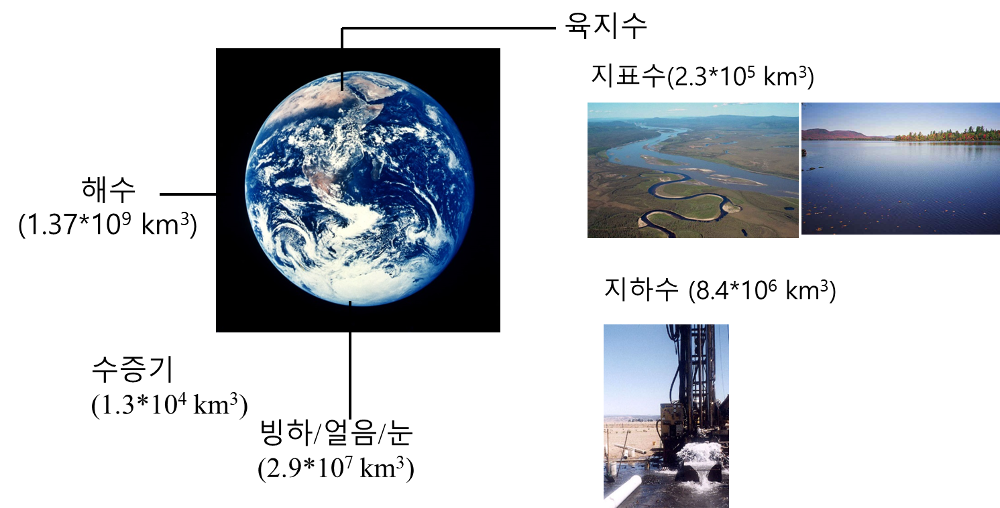 육지수
지표수(2.3*10⁵ km³)
해수
(1.37*10⁹ km³)
지하수 (8.4*10⁶ km³)
수증기
(1.3*10⁴ km³)
빙하/얼음/눈
(2.9*10⁷ km³)